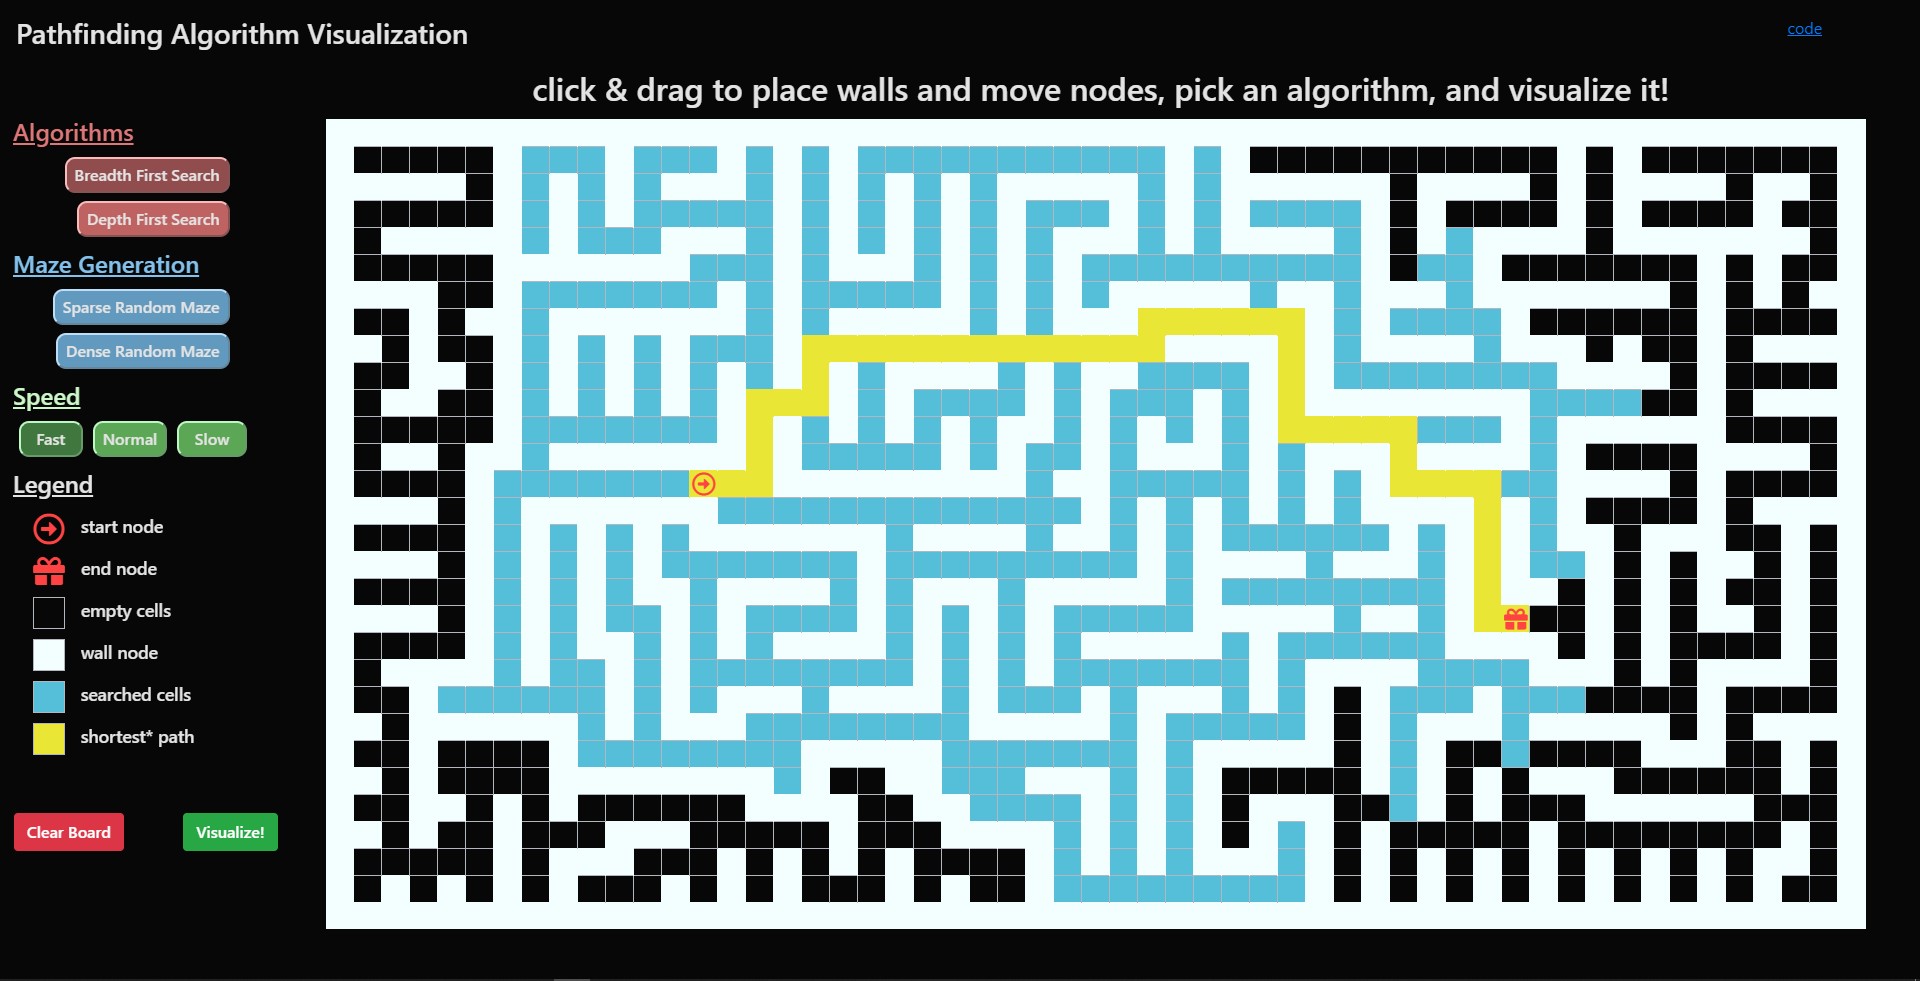 Pathfinding Algorithm Visualization
code
click & drag to place walls and move nodes, pick an algorithm, and visualize it!
Algorithms
Breadth First Search
Depth First Search
Maze Generation
Sparse Random Maze
Dense Random Maze
Speed
Fast Normal Slow
Legend
start node
end node
empty cells
wall node
searched cells
shortest* path
Clear Board Visualize!